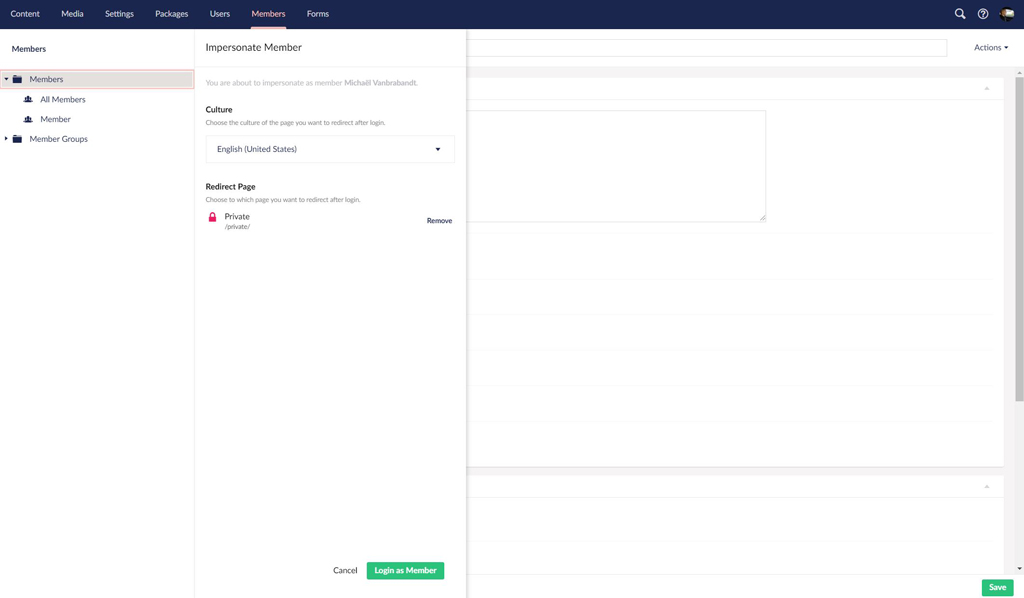 Content Media Settings Packages Users Members Forms
Members
Impersonate Member
Actions
Members
You are about to impersonate as member Michaël Vanbrabandt.
All Members
Culture
Member
Choose the culture of the page you want to redirect after login.
Member Groups
English (United States)
Redirect Page
Choose to which page you want to redirect after login.
Private
/private/
Remove
Cancel
Login as Member
Save